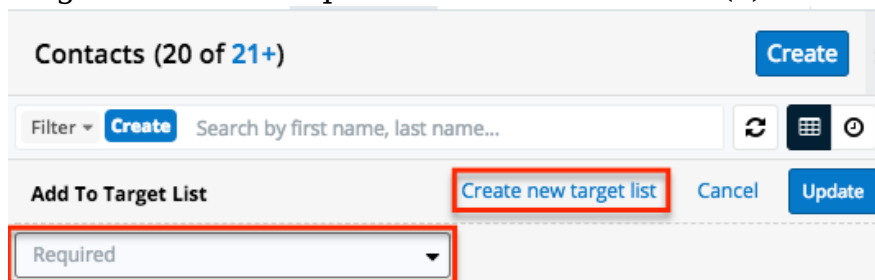 Contacts (20 of 21+) Create
Filter Create Search by first name, last name...
Add To Target List Create new target list Cancel Update
Required